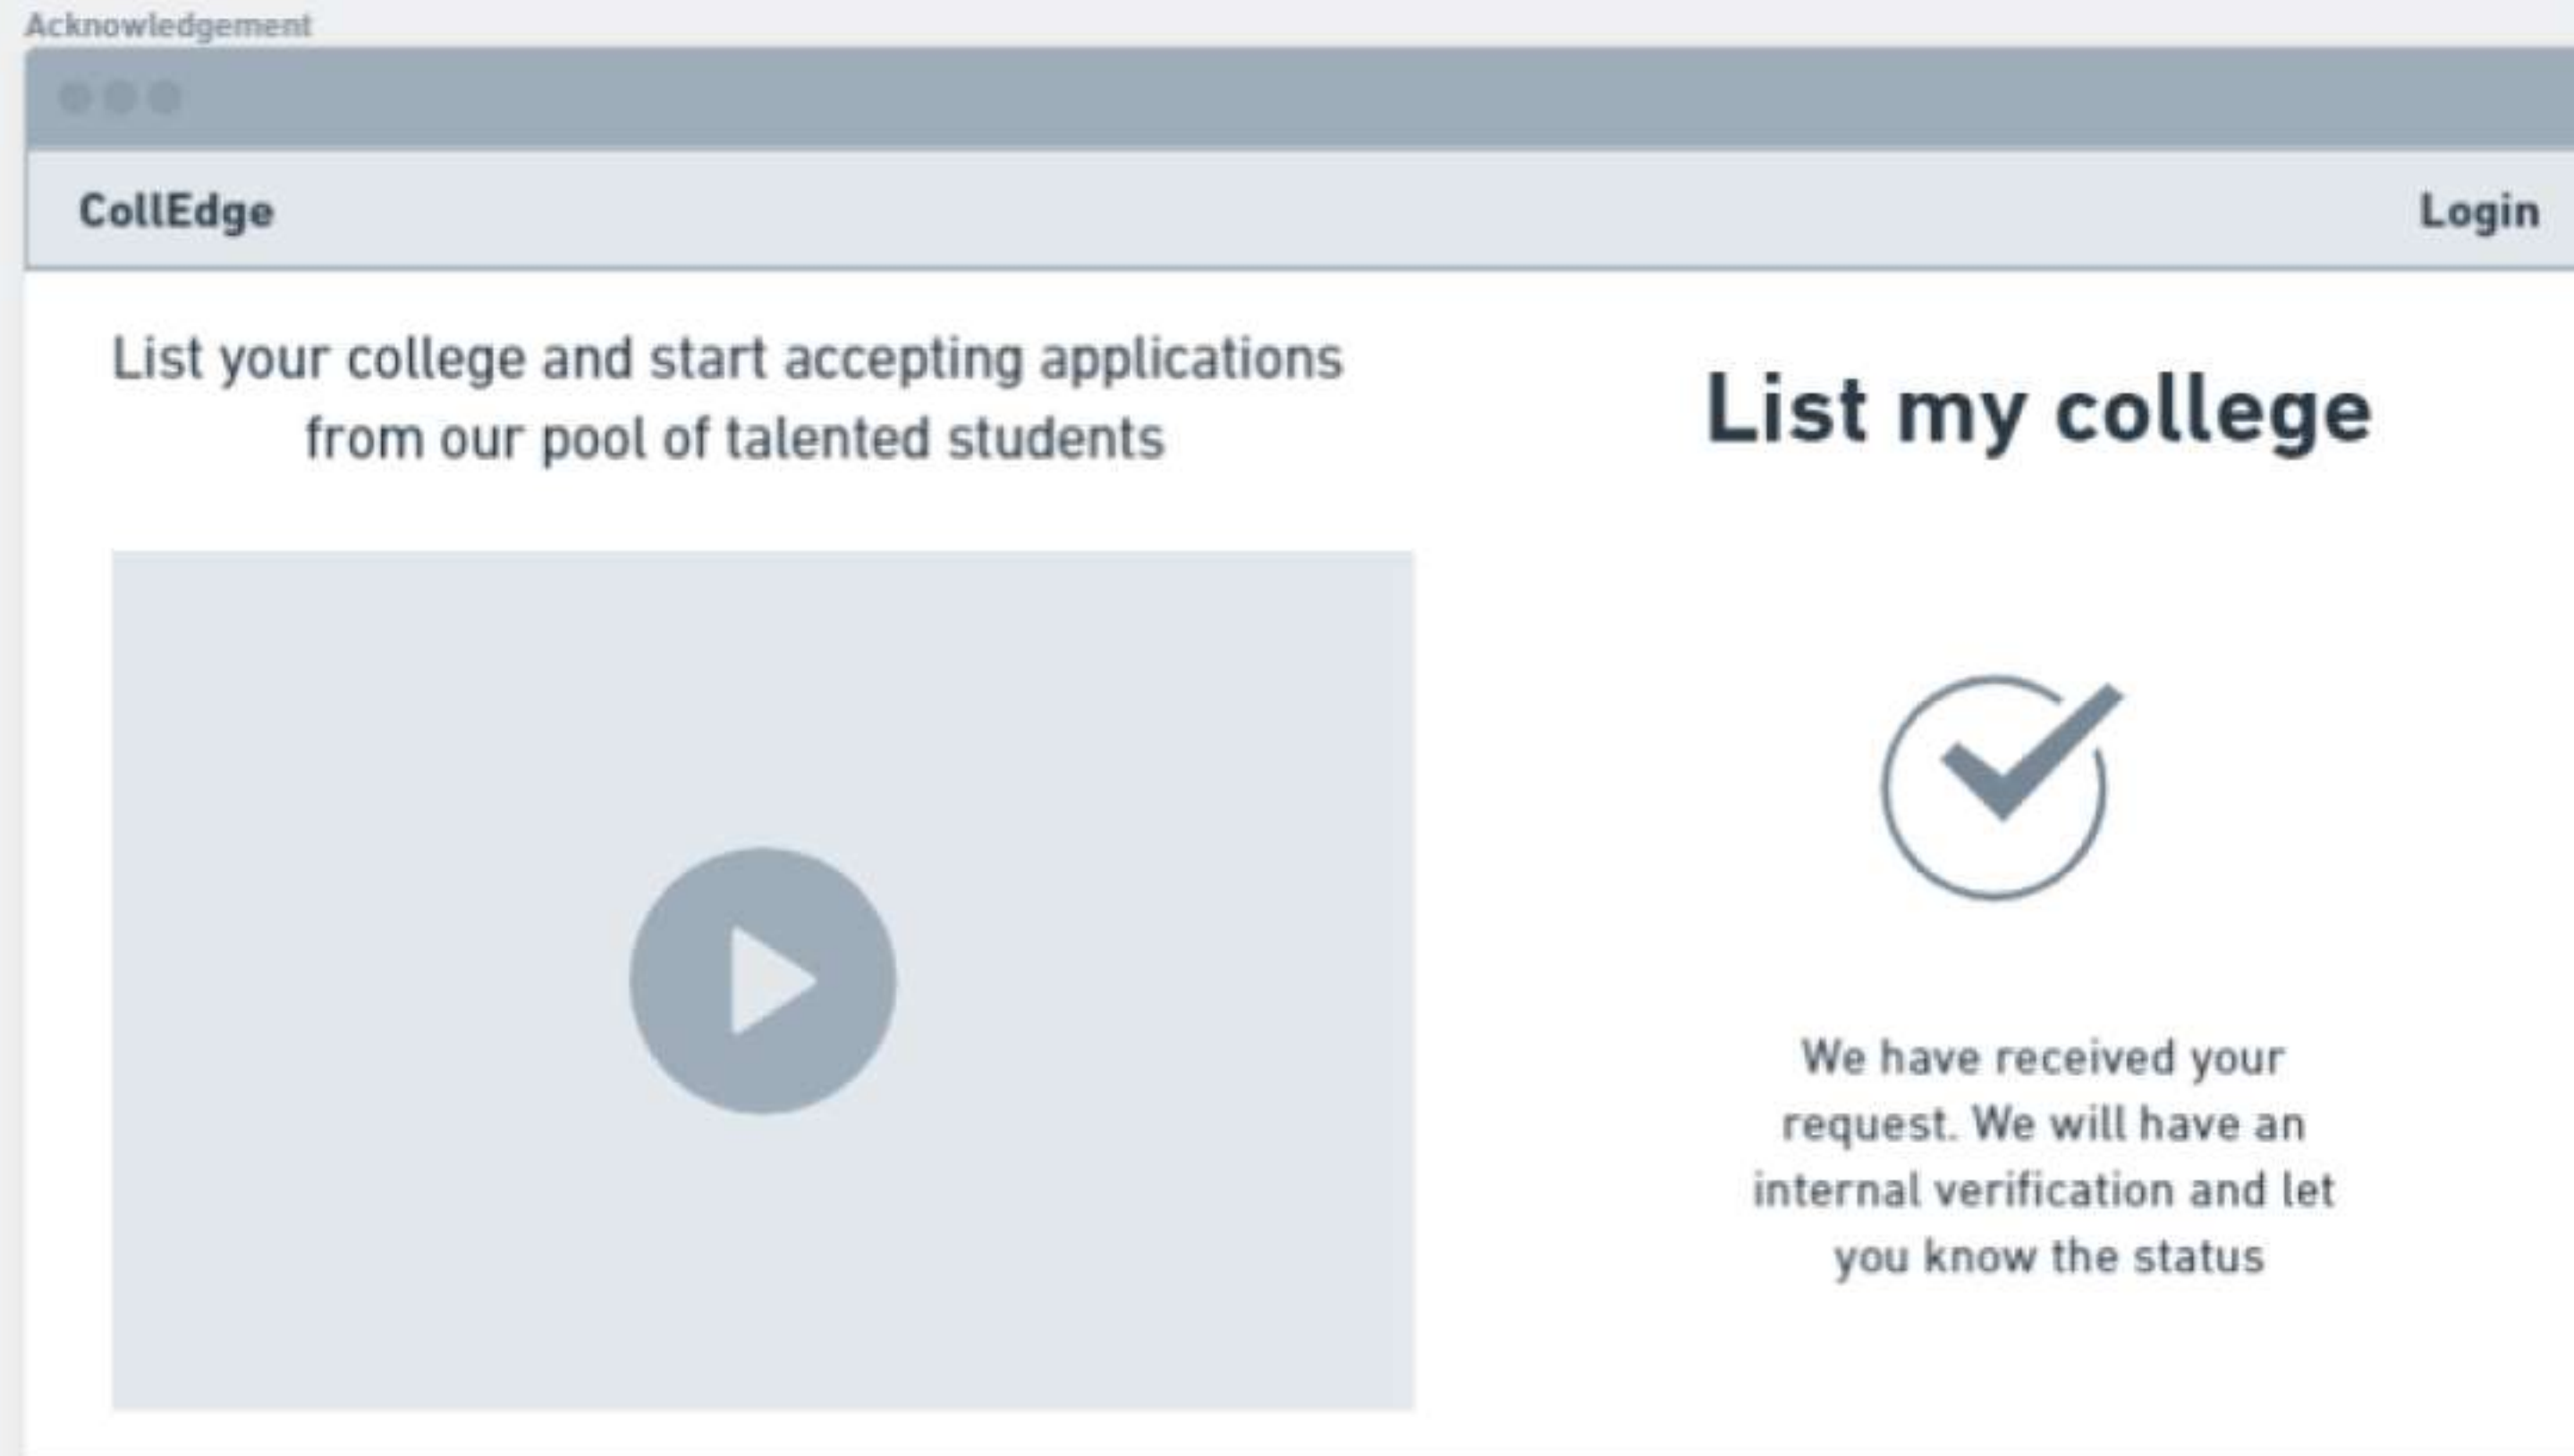 Acknowledgement
CollEdge
Login
List your college and start accepting applications
from our pool of talented students
List my college
We have received your
request. We will have an
internal verification and let
you know the status